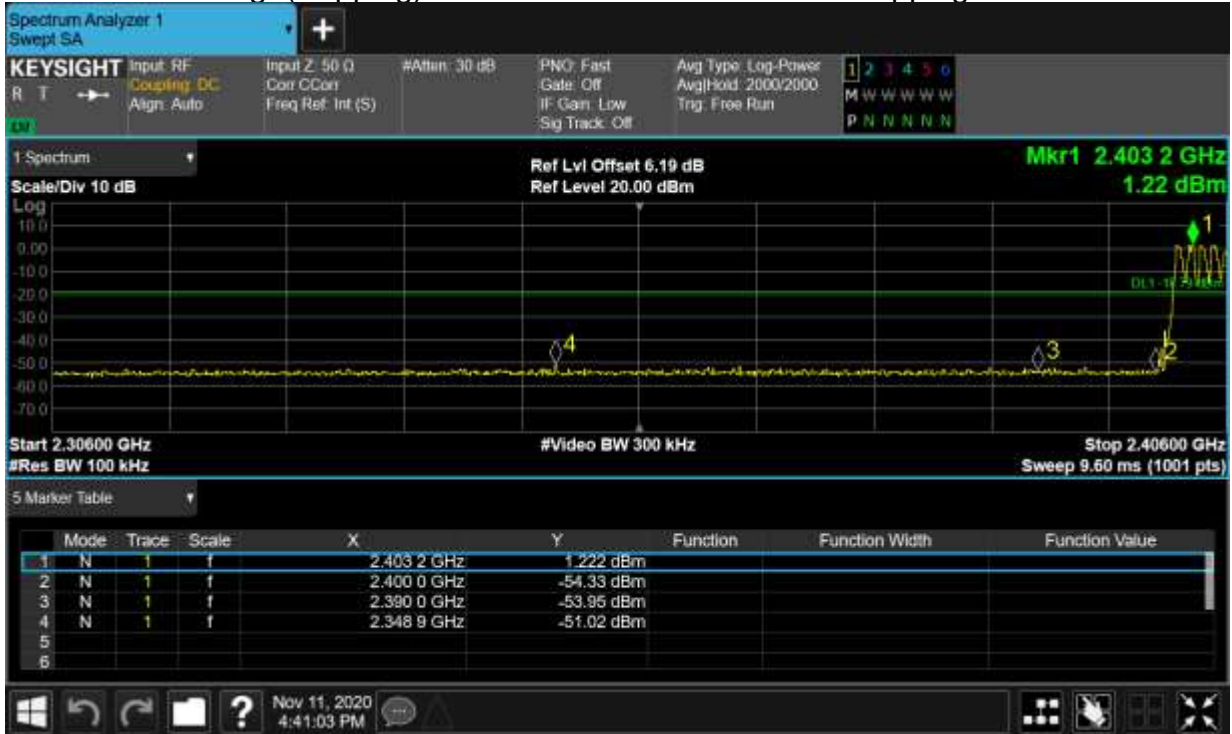 Spectrum Analyzer 1
Swept SA
+
KEYSIGHT
R T
Input: RF
Coupling: DC
Align: Auto
Input Z: 50 Ω
Corr CCorr
Freq Ref: Int (S)
#Atten: 30 dB
PNO: Fast
Gate: Off
IF Gain: Low
Sig Track: Off
Avg Type: Log-Power
Avg|Hold: 2000/2000
Trig: Free Run
1 2 3 4 5 6
M W W W W W
P N N N N N
1 Spectrum
Scale/Div 10 dB
Ref Lvl Offset 6.19 dB
Ref Level 20.00 dBm
Mkr1 2.403 2 GHz
1.22 dBm
Log
10.0
0.00
-10.0
-20.0
-30.0
-40.0
-50.0
-60.0
-70.0
1
4
3
2
Start 2.30600 GHz
#Res BW 100 kHz
#Video BW 300 kHz
Stop 2.40600 GHz
Sweep 9.60 ms (1001 pts)
5 Marker Table
Mode Trace Scale X Y Function Function Width Function Value
1 N 1 f 2.403 2 GHz 1.222 dBm
2 N 1 f 2.400 0 GHz -54.33 dBm
3 N 1 f 2.390 0 GHz -53.95 dBm
4 N 1 f 2.348 9 GHz -51.02 dBm
5
6
?
Nov 11, 2020
4:41:03 PM